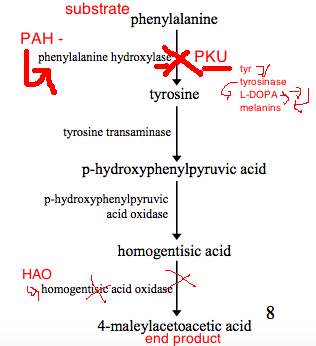 substrate
phenylalanine
PAH -
phenylalanine hydroxylase
PKU
tyr
tyrosinase
L-DOPA
melanins
tyrosine
tyrosine transaminase
p-hydroxyphenylpyruvic acid
p-hydroxyphenylpyruvic
acid oxidase
homogentisic acid
HAO
homogentisic acid oxidase
8
4-maleylacetoacetic acid
end product